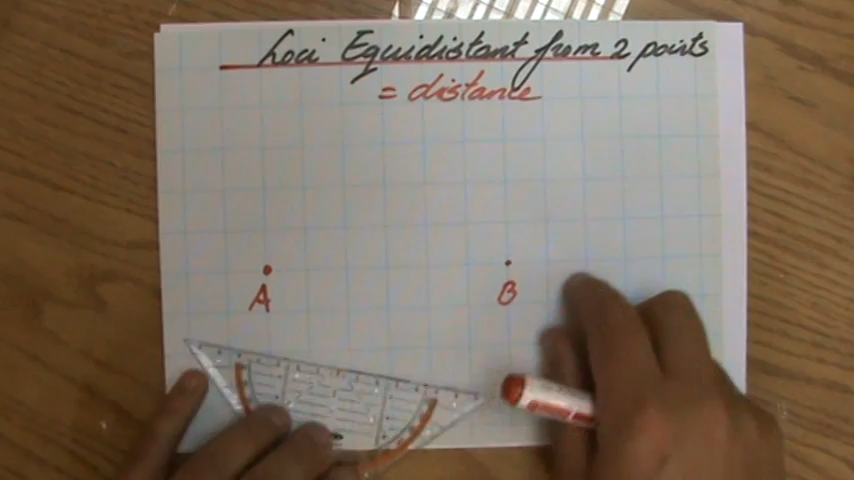 Loci Equidistant from 2 points
= distance
A
B